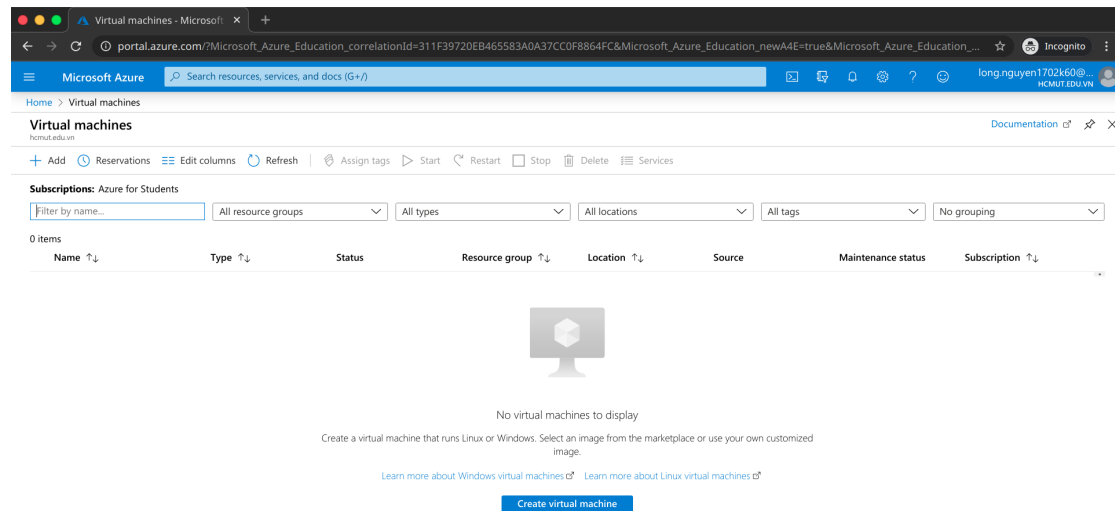 Virtual machines - Microsoft
portal.azure.com/?Microsoft_Azure_Education_correlationId=311F39720EB465583A0A37CC0F8864FC&Microsoft_Azure_Education_newA4E=true&Microsoft_Azure_Education_... Incognito
Microsoft Azure Search resources, services, and docs (G+/) long.nguyen1702k60@...
HCMUT.EDU.VN
Home > Virtual machines
Virtual machines Documentation
hcmut.edu.vn
Add Reservations Edit columns Refresh Assign tags Start Restart Stop Delete Services
Subscriptions: Azure for Students
Filter by name... All resource groups All types All locations All tags No grouping
0 items
Name Type Status Resource group Location Source Maintenance status Subscription
No virtual machines to display
Create a virtual machine that runs Linux or Windows. Select an image from the marketplace or use your own customized
image.
Learn more about Windows virtual machines Learn more about Linux virtual machines
Create virtual machine